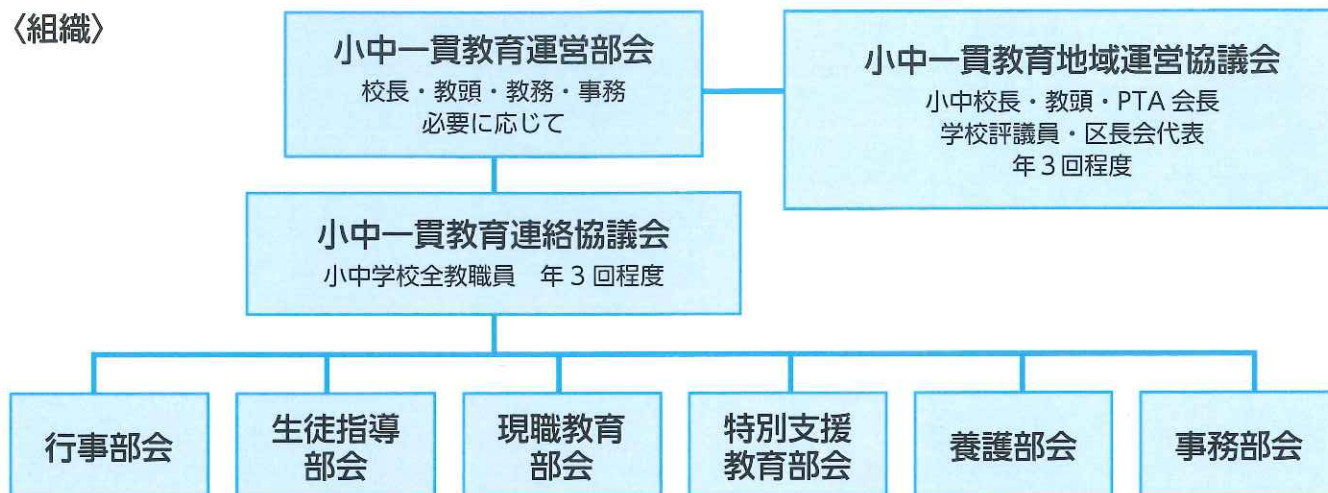 〈組織〉
小中一貫教育運営部会
校長・教頭・教務・事務
必要に応じて
小中一貫教育地域運営協議会
小中校長・教頭・PTA 会長
学校評議員・区長会代表
年３回程度
小中一貫教育連絡協議会
小中学校全教職員　年３回程度
行事部会
生徒指導
部会
現職教育
部会
特別支援
教育部会
養護部会
事務部会